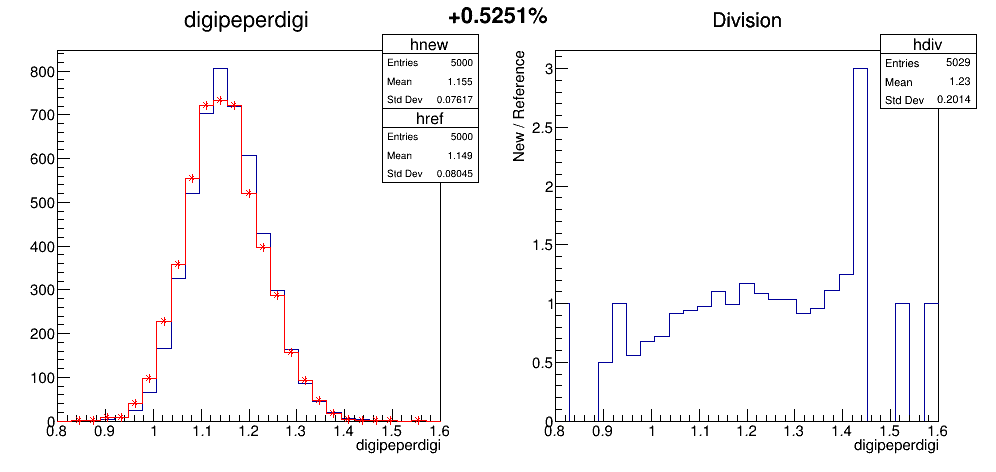 +0.5251%
digipeperdigi
hnew
Entries 5000
Mean 1.155
Std Dev 0.07617
href
Entries 5000
Mean 1.149
Std Dev 0.08045
800
700
600
500
400
300
200
100
0
0.8 0.9 1 1.1 1.2 1.3 1.4 1.5 1.6
digipeperdigi
Division
hdiv
Entries 5029
Mean 1.23
Std Dev 0.2014
New / Reference
3
2.5
2
1.5
1
0.5
0
0.8 0.9 1 1.1 1.2 1.3 1.4 1.5 1.6
digipeperdigi